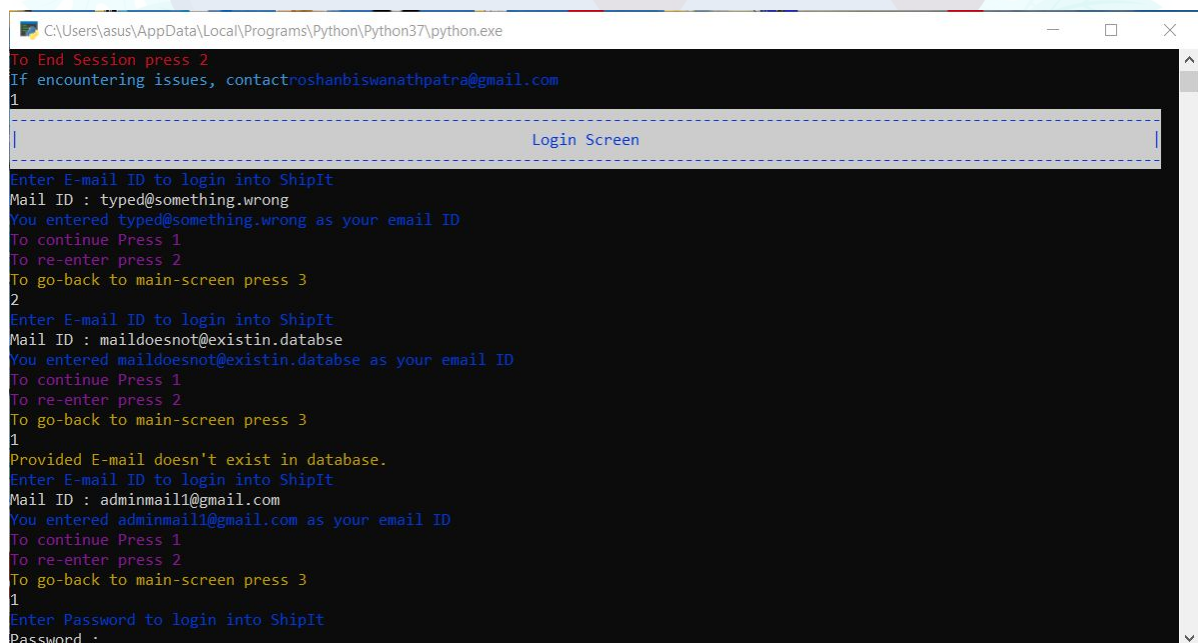 C:\Users\asus\AppData\Local\Programs\Python\Python37\python.exe
To End Session press 2
If encountering issues, contactroshanbiswanathpatra@gmail.com
1
Login Screen
Enter E-mail ID to login into ShipIt
Mail ID : typed@something.wrong
You entered typed@something.wrong as your email ID
To continue Press 1
To re-enter press 2
To go-back to main-screen press 3
2
Enter E-mail ID to login into ShipIt
Mail ID : maildoesnot@existin.databse
You entered maildoesnot@existin.databse as your email ID
To continue Press 1
To re-enter press 2
To go-back to main-screen press 3
1
Provided E-mail doesn't exist in database.
Enter E-mail ID to login into ShipIt
Mail ID : adminmail1@gmail.com
You entered adminmail1@gmail.com as your email ID
To continue Press 1
To re-enter press 2
To go-back to main-screen press 3
1
Enter Password to login into ShipIt
Password :